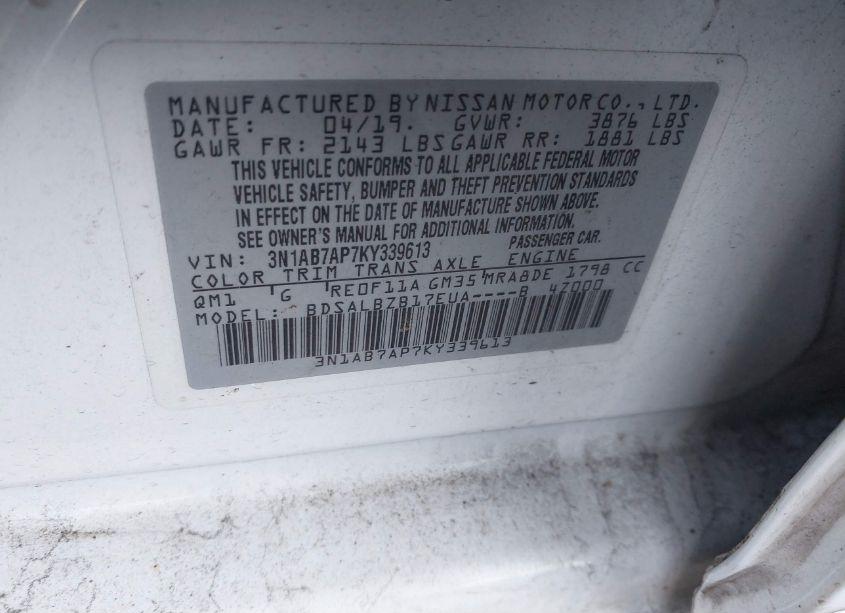 MANUFACTURED BY NISSAN MOTOR CO., LTD.
DATE: 04/19. GVWR: 3876 LBS
GAWR FR: 2143 LBS GAWR RR: 1881 LBS
THIS VEHICLE CONFORMS TO ALL APPLICABLE FEDERAL MOTOR
VEHICLE SAFETY, BUMPER AND THEFT PREVENTION STANDARDS
IN EFFECT ON THE DATE OF MANUFACTURE SHOWN ABOVE.
SEE OWNER'S MANUAL FOR ADDITIONAL INFORMATION.
VIN: 3N1AB7AP7KY339613 PASSENGER CAR.
COLOR TRIM TRANS AXLE ENGINE
QM1 G RE0F11A GM35 MRA8DE 1798 CC
MODEL: BDSALBZB17EUA----B 4Z000
3N1AB7AP7KY339613